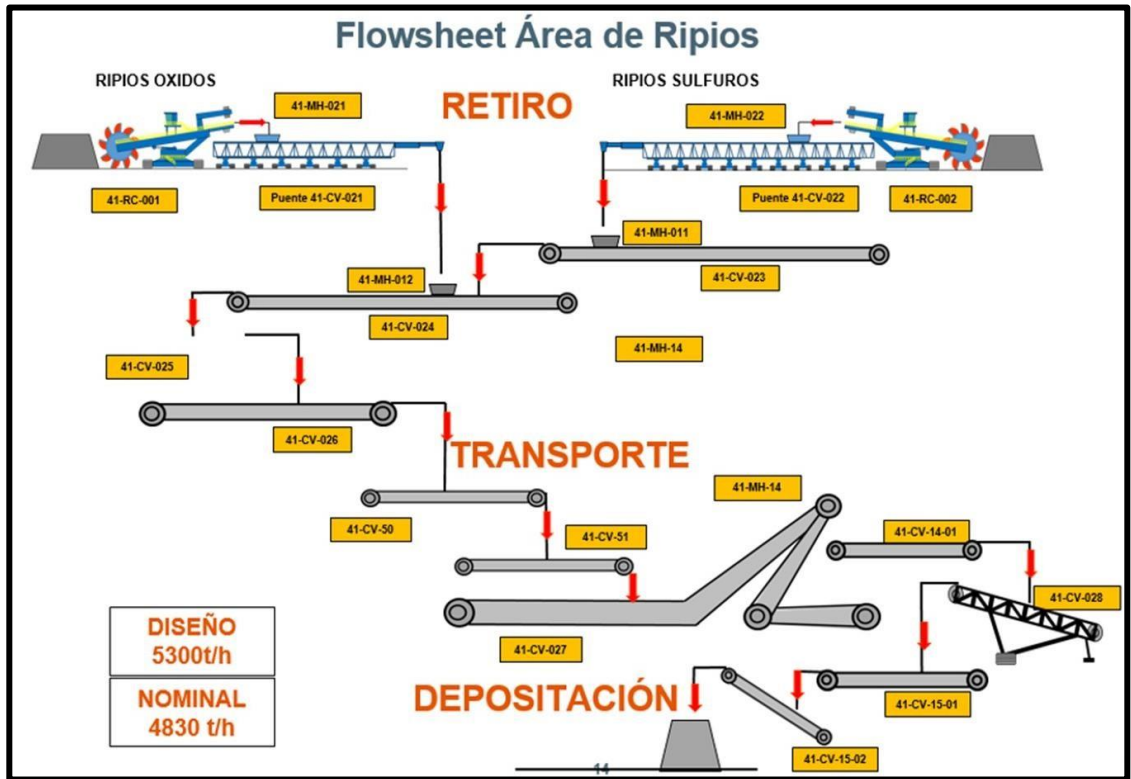 Flowsheet Área de Ripios
RIPIOS OXIDOS
RIPIOS SULFUROS
41-MH-021
RETIRO
41-MH-022
41-RC-001
Puente 41-CV-021
Puente 41-CV-022
41-RC-002
41-MH-011
41-MH-012
41-CV-023
41-CV-024
41-MH-14
41-CV-025
41-CV-026
TRANSPORTE
41-MH-14
41-CV-50
41-CV-51
41-CV-14-01
41-CV-028
DISEÑO
5300t/h
41-CV-027
NOMINAL
4830 t/h
DEPOSITACIÓN
41-CV-15-01
41-CV-15-02
14